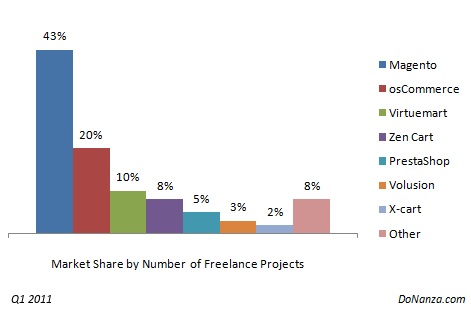 43%
20%
10%
8%
5%
3%
2%
8%
Magento
osCommerce
Virtuemart
Zen Cart
PrestaShop
Volusion
X-cart
Other
Market Share by Number of Freelance Projects
Q1 2011
DoNanza.com